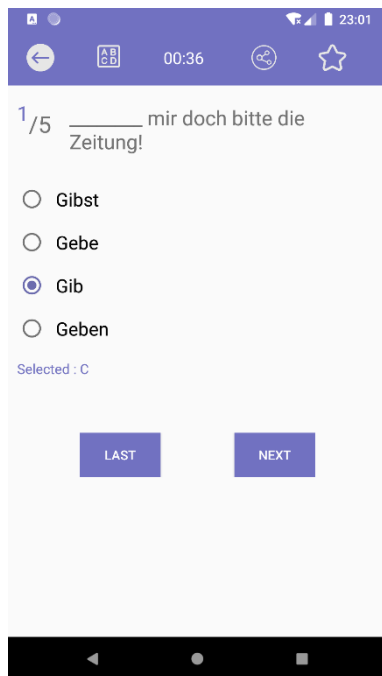 A 23:01
A B
C D
00:36
1/5 _______ mir doch bitte die
Zeitung!
Gibst
Gebe
Gib
Geben
Selected : C
LAST NEXT